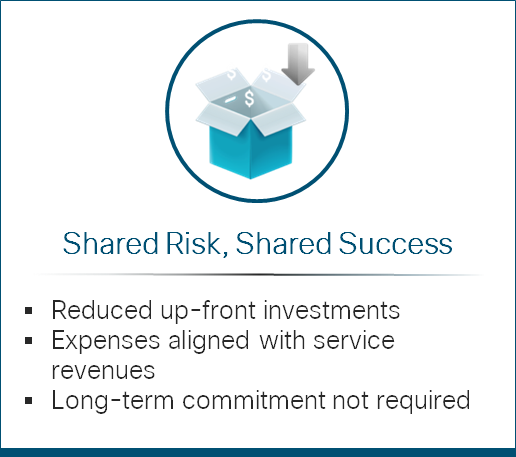 $
$
$
Shared Risk, Shared Success
▪ Reduced up-front investments
▪ Expenses aligned with service
revenues
▪ Long-term commitment not required